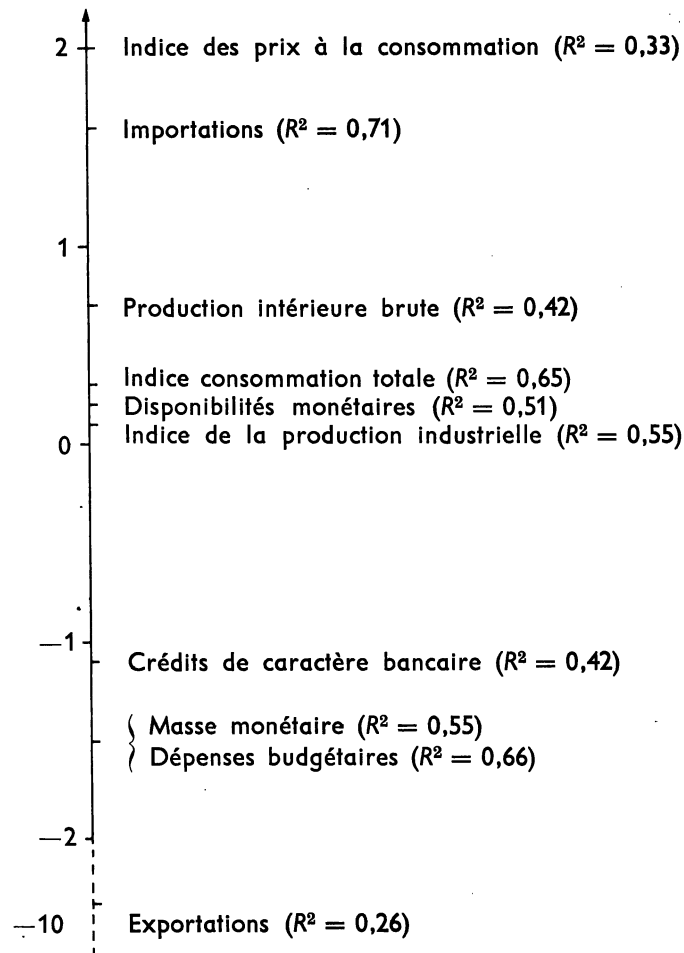 2 Indice des prix à la consommation (R² = 0,33)
Importations (R² = 0,71)
1
Production intérieure brute (R² = 0,42)
Indice consommation totale (R² = 0,65)
Disponibilités monétaires (R² = 0,51)
0 Indice de la production industrielle (R² = 0,55)
—1
Crédits de caractère bancaire (R² = 0,42)
Masse monétaire (R² = 0,55)
Dépenses budgétaires (R² = 0,66)
—2
—10 Exportations (R² = 0,26)